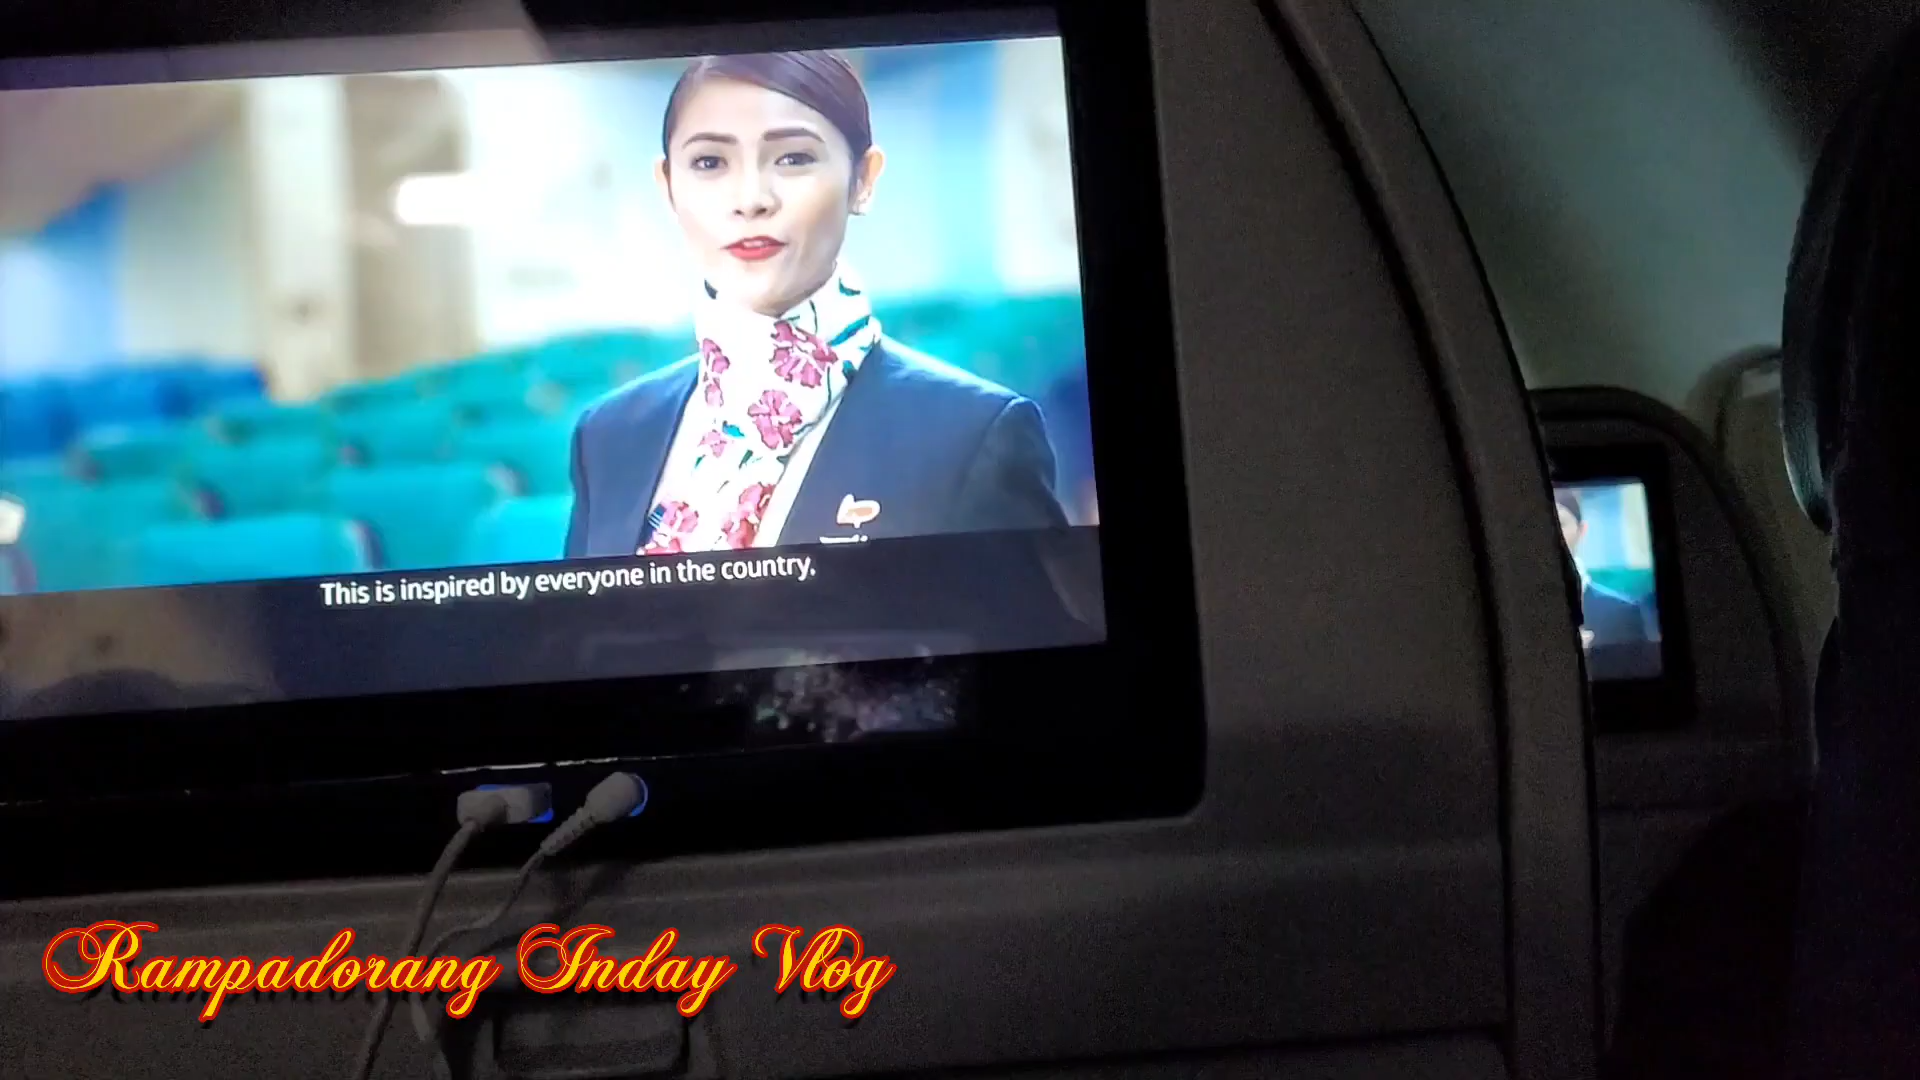 This is inspired by everyone in the country.
Rampadorang Inday Vlog